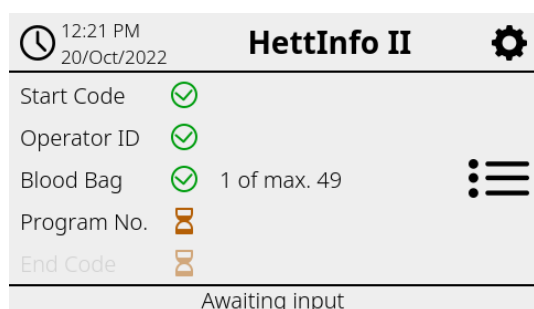 12:21 PM
20/Oct/2022
HettInfo II
Start Code
Operator ID
Blood Bag 1 of max. 49
Program No.
End Code
Awaiting input